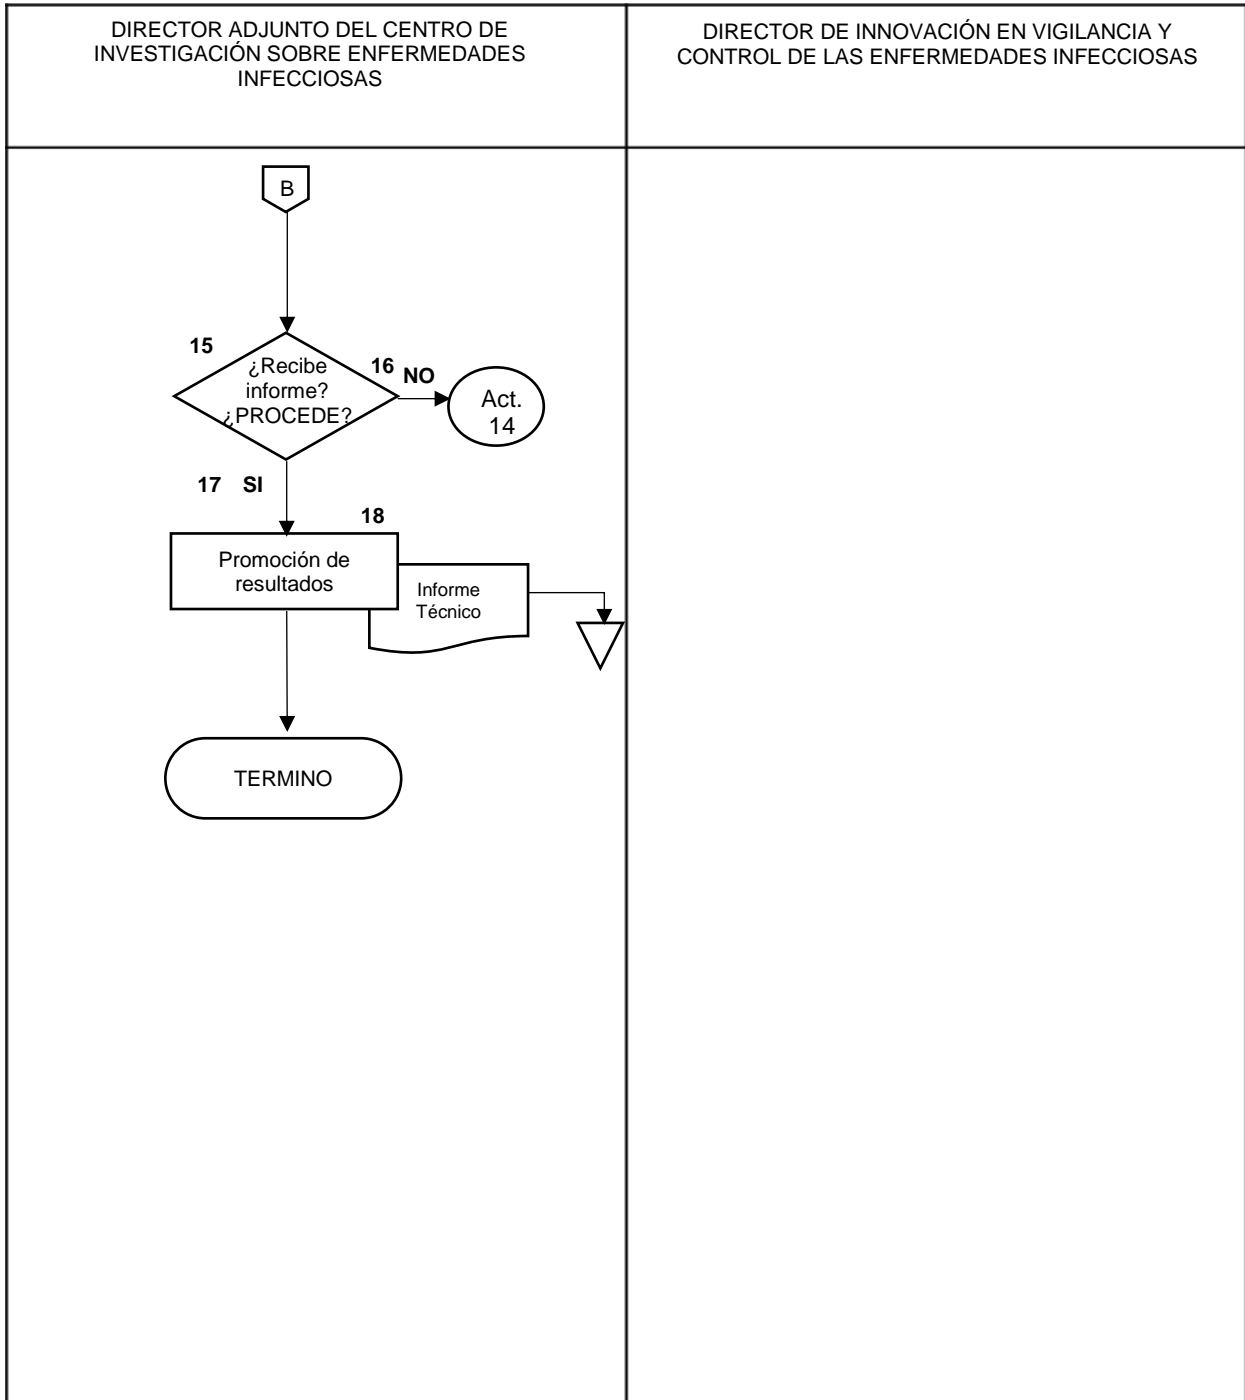 DIRECTOR ADJUNTO DEL CENTRO DE
INVESTIGACIÓN SOBRE ENFERMEDADES
INFECCIOSAS
DIRECTOR DE INNOVACIÓN EN VIGILANCIA Y
CONTROL DE LAS ENFERMEDADES INFECCIOSAS
B
15
¿Recibe
informe?
¿PROCEDE?
16
NO
Act.
14
17 SI
18
Promoción de
resultados
Informe
Técnico
TERMINO